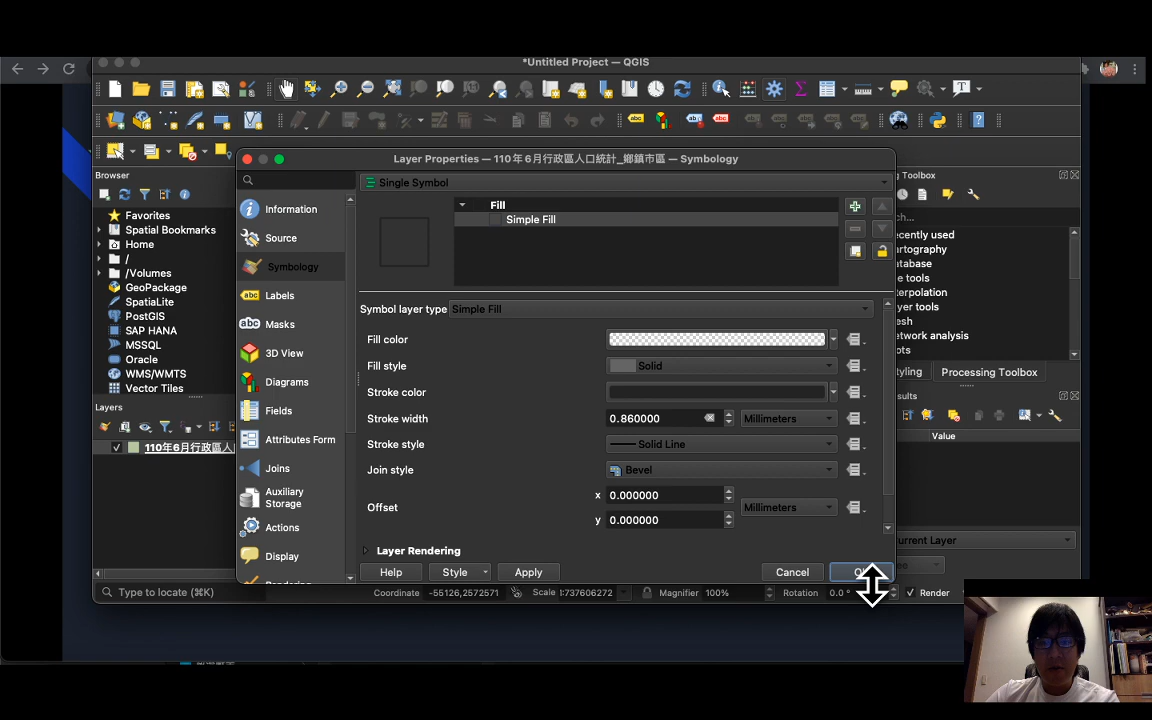 *Untitled Project — QGIS
Layer Properties — 110年6月行政區人口統計_鄉鎮市區 — Symbology
Browser
Favorites
Spatial Bookmarks
Home
/
/Volumes
GeoPackage
SpatiaLite
PostGIS
SAP HANA
MSSQL
Oracle
WMS/WMTS
Vector Tiles
Layers
110年6月行政區人
Information
Source
Symbology
Labels
Masks
3D View
Diagrams
Fields
Attributes Form
Joins
Auxiliary
Storage
Actions
Display
Single Symbol
Fill
Simple Fill
Symbol layer type Simple Fill
Fill color
Fill style Solid
Stroke color
Stroke width 0.860000 Millimeters
Stroke style Solid Line
Join style Bevel
Offset x 0.000000 Millimeters
y 0.000000
Layer Rendering
Help Style Apply Cancel
Toolbox
ecently used
artography
atabase
e tools
terpolation
yer tools
esh
etwork analysis
ots
tyling Processing Toolbox
esults
Value
urrent Layer
Type to locate (⌘K) Coordinate -55126,2572571 Scale 1:737606272 Magnifier 100% Rotation 0.0 ° Render